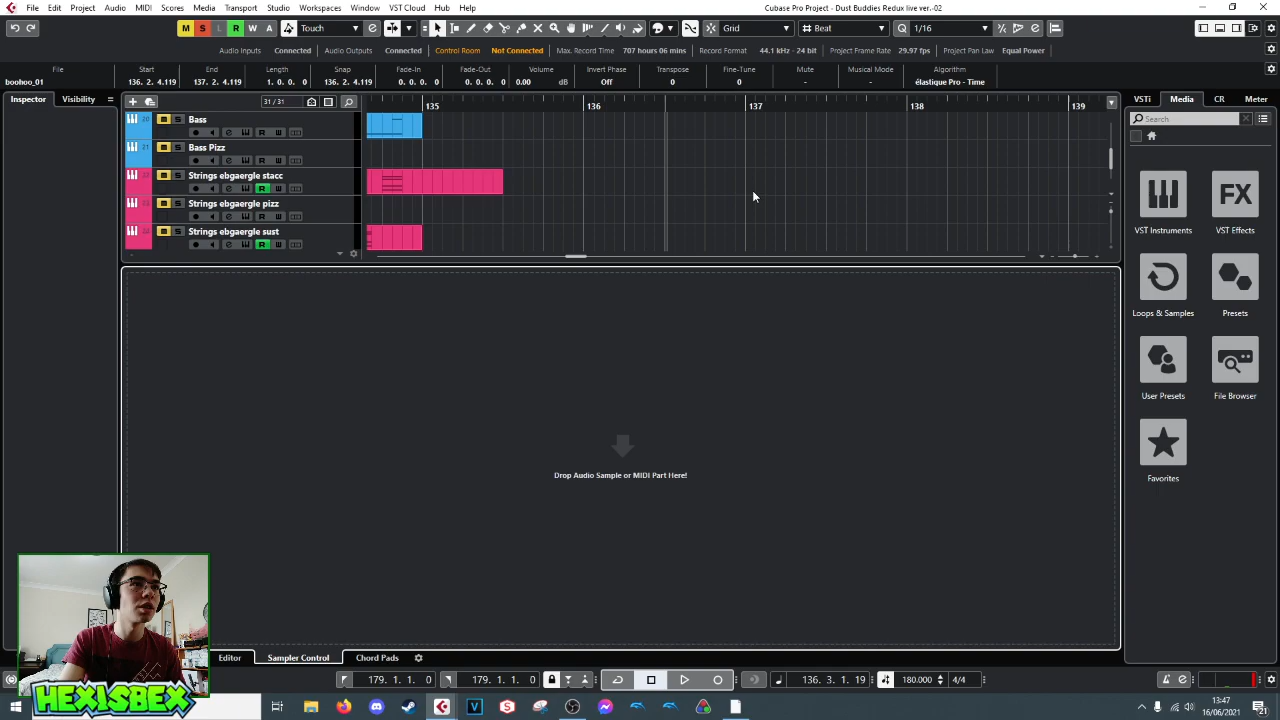 File Edit Project Audio MIDI Scores Media Transport Studio Workspaces Window VST Cloud Hub Help
Cubase Pro Project - Dust Buddies Redux live ver.-02
M S L R W A Touch Grid Beat 1/16
Audio Inputs Connected Audio Outputs Connected Control Room Not Connected Max. Record Time 707 hours 06 mins Record Format 44.1 kHz - 24 bit Project Frame Rate 29.97 fps Project Pan Law Equal Power
File Start End Length Snap Fade-In Fade-Out Volume Invert Phase Transpose Fine-Tune Mute Musical Mode Algorithm
boohoo_01 136. 2. 4.119 137. 2. 4.119 1. 0. 0. 0 136. 2. 4.119 0. 0. 0. 0 0. 0. 0. 0 0.00 dB Off 0 0 - - élastique Pro - Time
Inspector Visibility
31 / 31
135 136 137 138 139
VSTi Media CR Meter
Search
20 Bass
21 Bass Pizz
Strings ebgaergle stacc
Strings ebgaergle pizz
Strings ebgaergle sust
VST Instruments
FX
VST Effects
Loops & Samples
Presets
User Presets
File Browser
Favorites
Drop Audio Sample or MIDI Part Here!
Editor Sampler Control Chord Pads
179. 1. 1. 0 179. 1. 1. 0 136. 3. 1. 19 180.000 4/4
HEXISBEX
13:47
16/06/2021